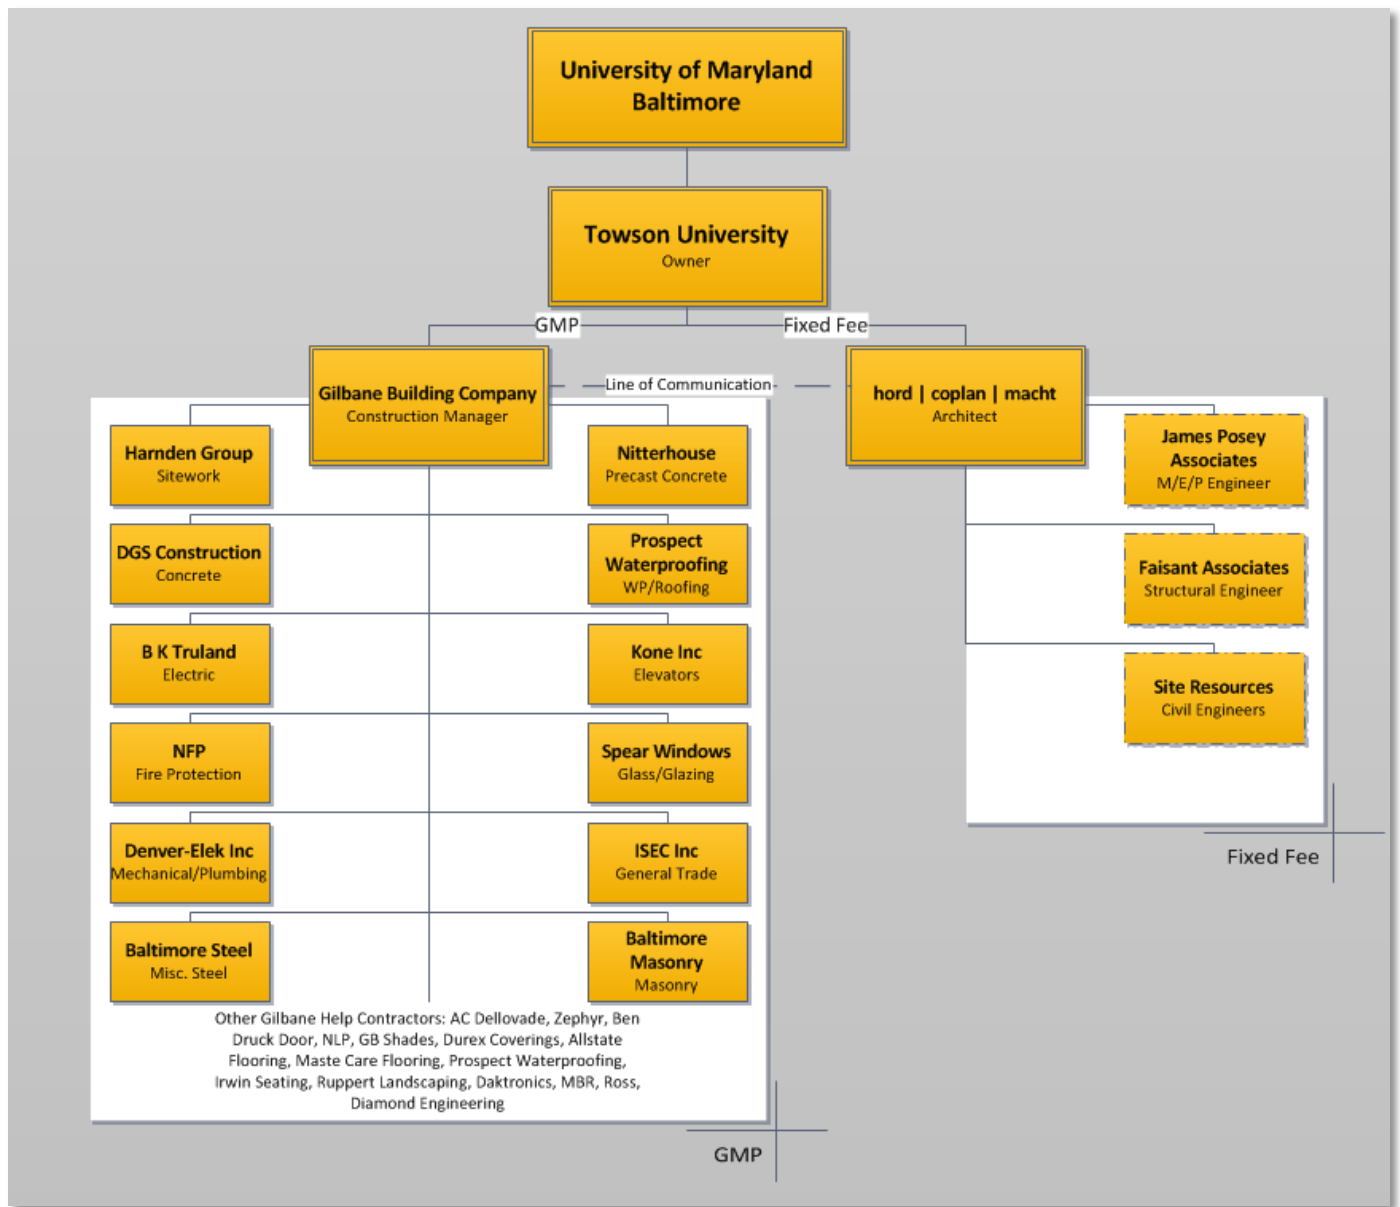 University of Maryland
Baltimore
Towson University
Owner
GMP
Fixed Fee
Gilbane Building Company
Construction Manager
Line of Communication
hord | coplan | macht
Architect
Harnden Group
Sitework
Nitterhouse
Precast Concrete
James Posey
Associates
M/E/P Engineer
DGS Construction
Concrete
Prospect
Waterproofing
WP/Roofing
Faisant Associates
Structural Engineer
B K Truland
Electric
Kone Inc
Elevators
Site Resources
Civil Engineers
NFP
Fire Protection
Spear Windows
Glass/Glazing
Denver-Elek Inc
Mechanical/Plumbing
ISEC Inc
General Trade
Fixed Fee
Baltimore Steel
Misc. Steel
Baltimore
Masonry
Masonry
Other Gilbane Help Contractors: AC Dellovade, Zephyr, Ben
Druck Door, NLP, GB Shades, Durex Coverings, Allstate
Flooring, Maste Care Flooring, Prospect Waterproofing,
Irwin Seating, Ruppert Landscaping, Daktronics, MBR, Ross,
Diamond Engineering
GMP